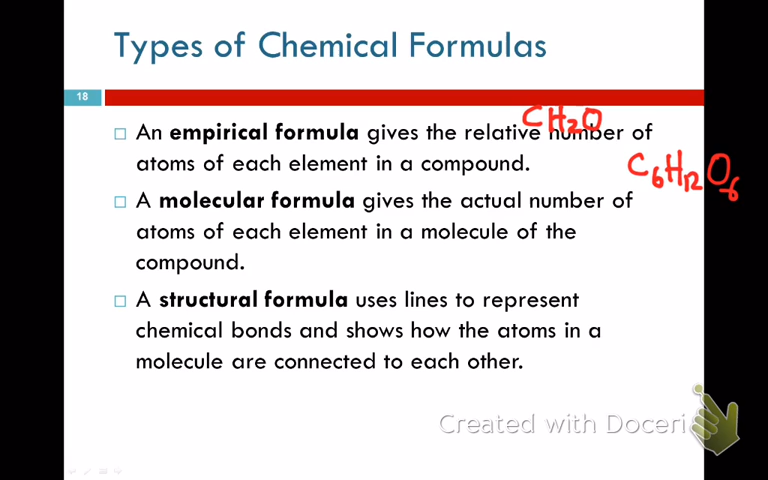 Types of Chemical Formulas
18
CH2O
An empirical formula gives the relative number of
atoms of each element in a compound.
C6H12O6
A molecular formula gives the actual number of
atoms of each element in a molecule of the
compound.
A structural formula uses lines to represent
chemical bonds and shows how the atoms in a
molecule are connected to each other.
Created with Doceri